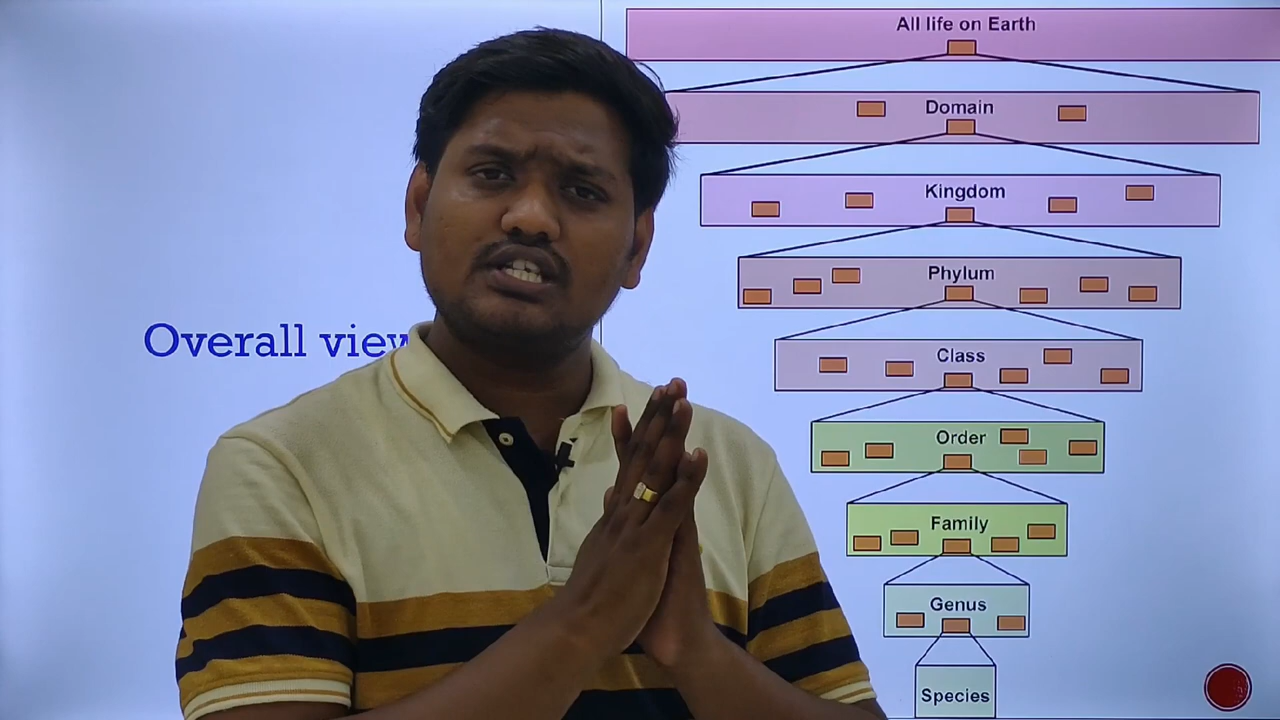 Overall view
All life on Earth
Domain
Kingdom
Phylum
Class
Order
Family
Genus
Species